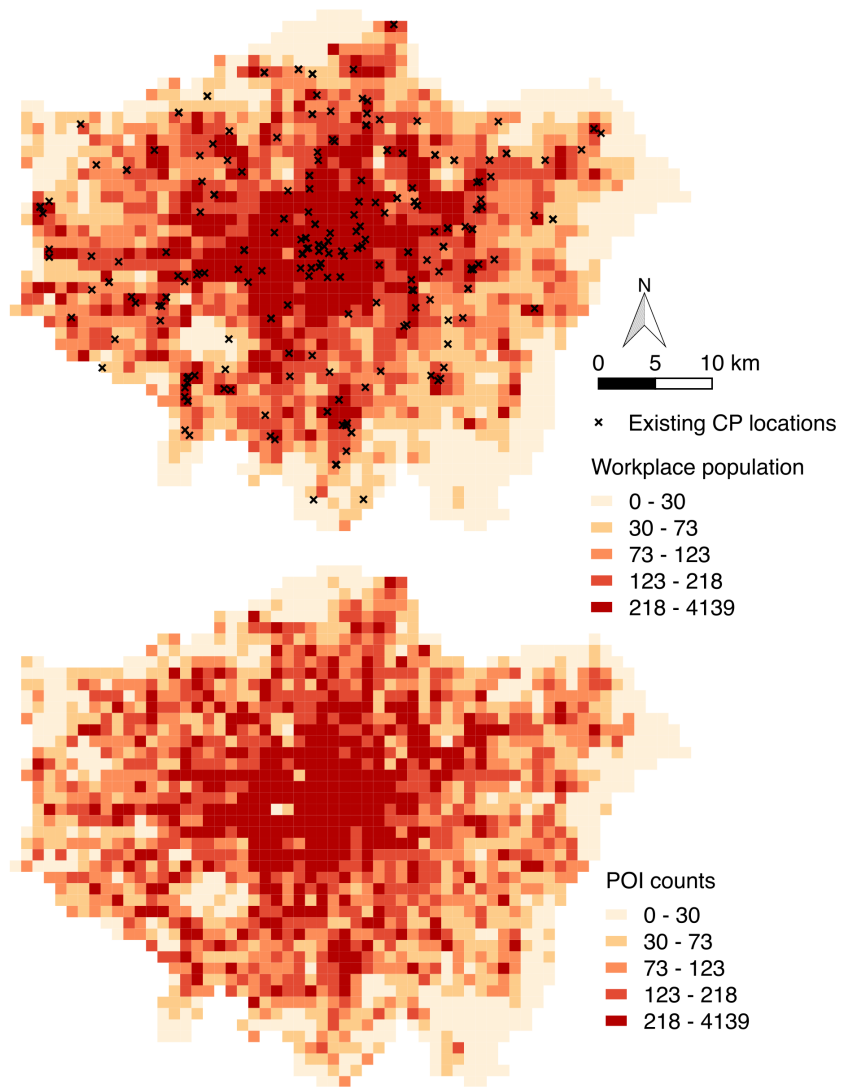 N
0 5 10 km
Existing CP locations
Workplace population
0 - 30
30 - 73
73 - 123
123 - 218
218 - 4139
POI counts
0 - 30
30 - 73
73 - 123
123 - 218
218 - 4139